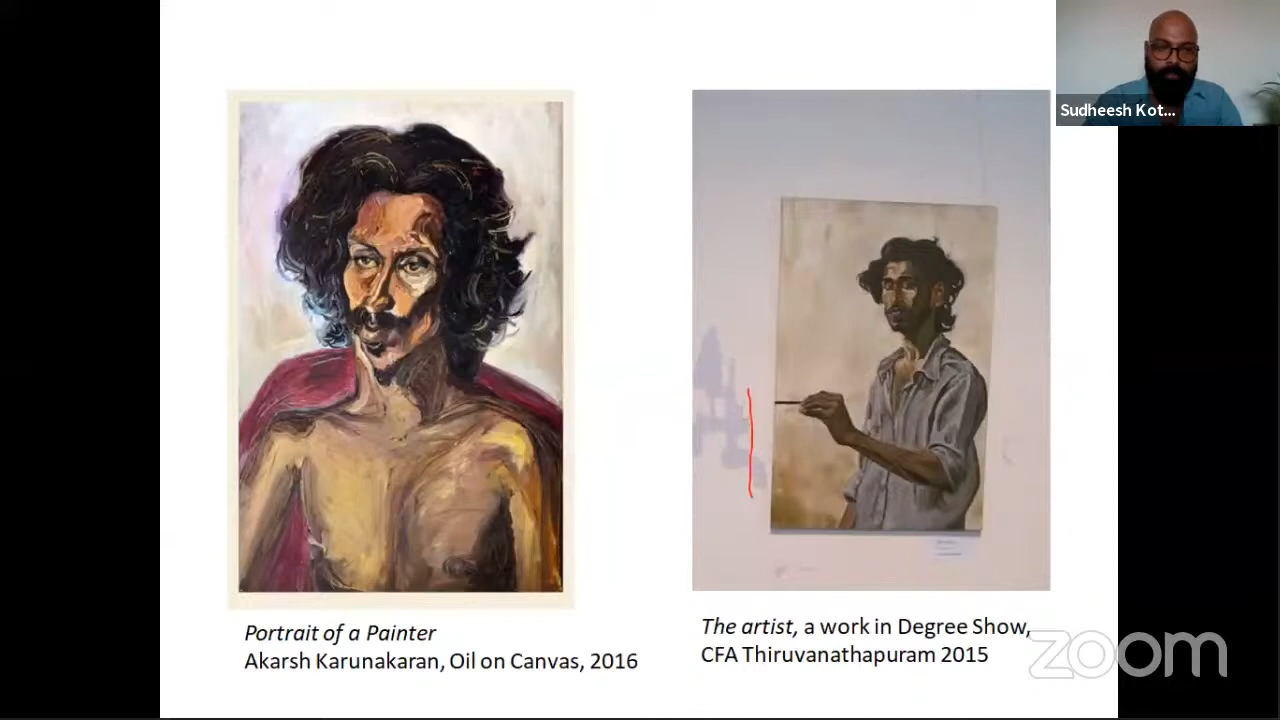 Sudheesh Kot...
Portrait of a Painter
Akarsh Karunakaran, Oil on Canvas, 2016
The artist, a work in Degree Show,
CFA Thiruvanathapuram 2015
zoom